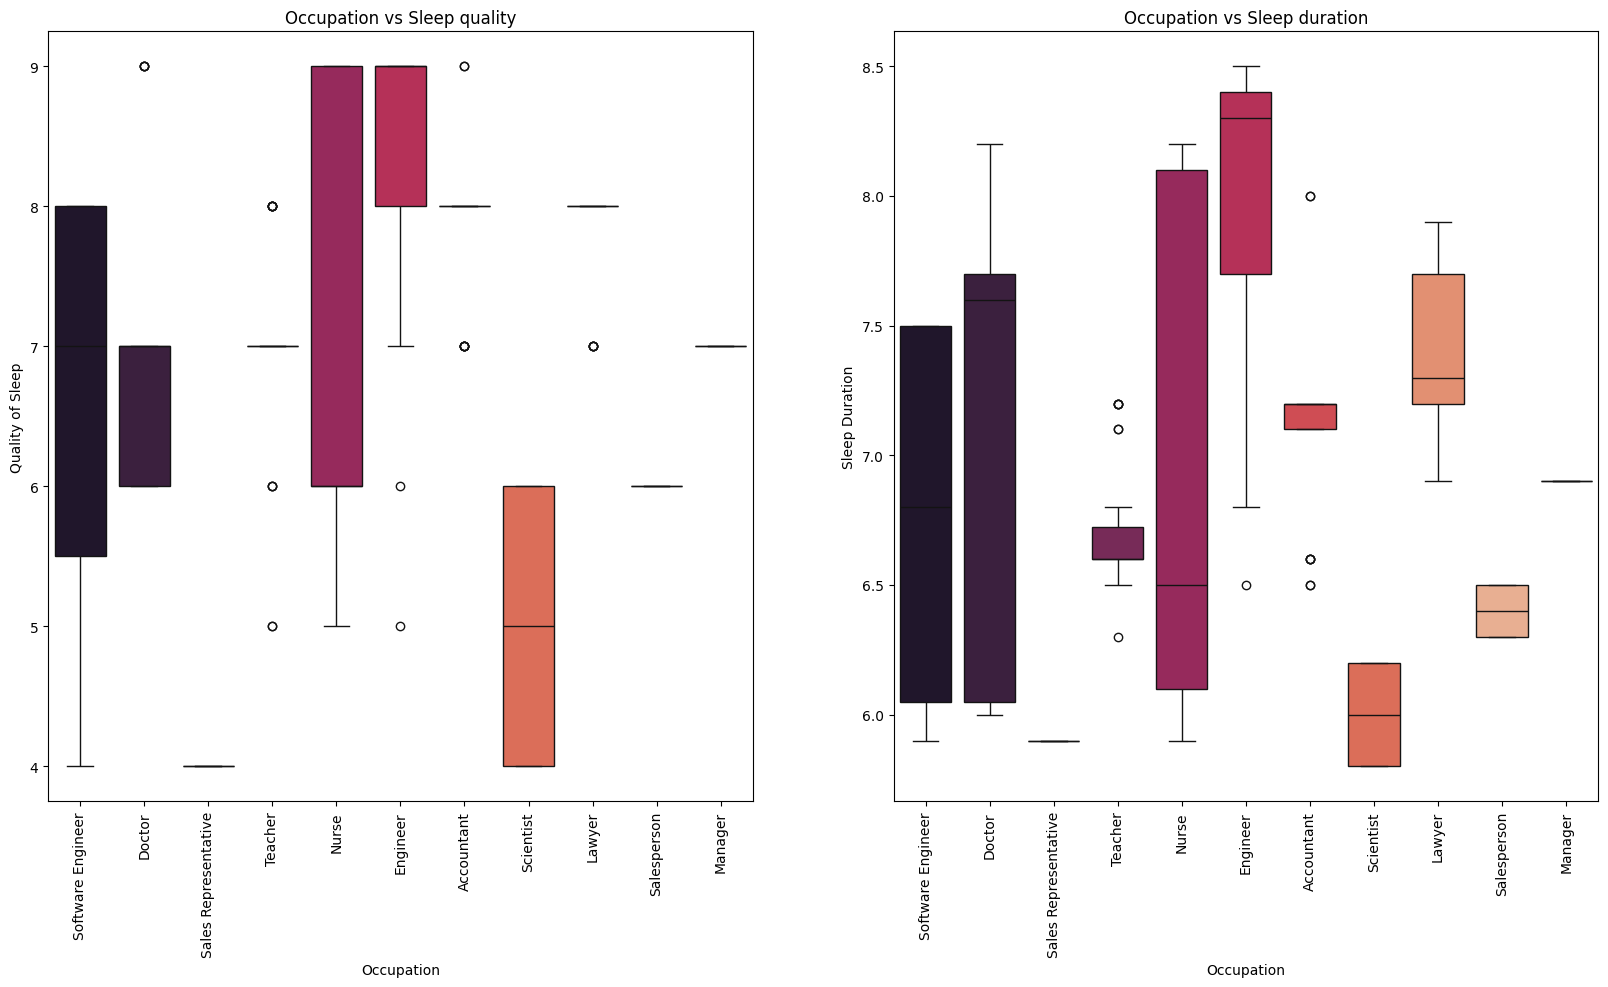 Occupation vs Sleep quality
Quality of Sleep
9
8
7
6
5
4
Software Engineer
Doctor
Sales Representative
Teacher
Nurse
Engineer
Accountant
Scientist
Lawyer
Salesperson
Manager
Occupation
Occupation vs Sleep duration
Sleep Duration
8.5
8.0
7.5
7.0
6.5
6.0
Software Engineer
Doctor
Sales Representative
Teacher
Nurse
Engineer
Accountant
Scientist
Lawyer
Salesperson
Manager
Occupation